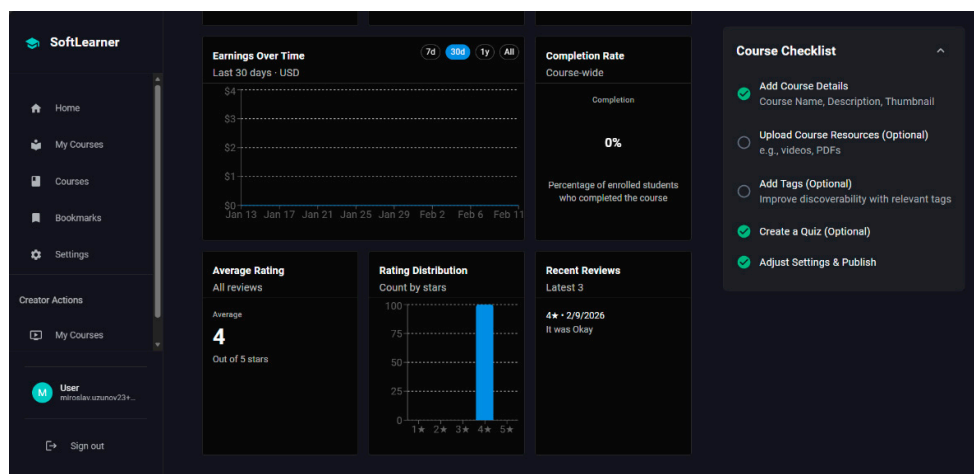 SoftLearner
Home
My Courses
Courses
Bookmarks
Settings
Creator Actions
My Courses
M
User
miroslav.uzunov23+...
Sign out
Earnings Over Time
Last 30 days · USD
7d 30d 1y All
$4
$3
$2
$1
$0
Jan 13 Jan 17 Jan 21 Jan 25 Jan 29 Feb 2 Feb 6 Feb 11
Completion Rate
Course-wide
Completion
0%
Percentage of enrolled students
who completed the course
Average Rating
All reviews
Average
4
Out of 5 stars
Rating Distribution
Count by stars
100
75
50
25
0
1★ 2★ 3★ 4★ 5★
Recent Reviews
Latest 3
4★ • 2/9/2026
It was Okay
Course Checklist
Add Course Details
Course Name, Description, Thumbnail
Upload Course Resources (Optional)
e.g., videos, PDFs
Add Tags (Optional)
Improve discoverability with relevant tags
Create a Quiz (Optional)
Adjust Settings & Publish